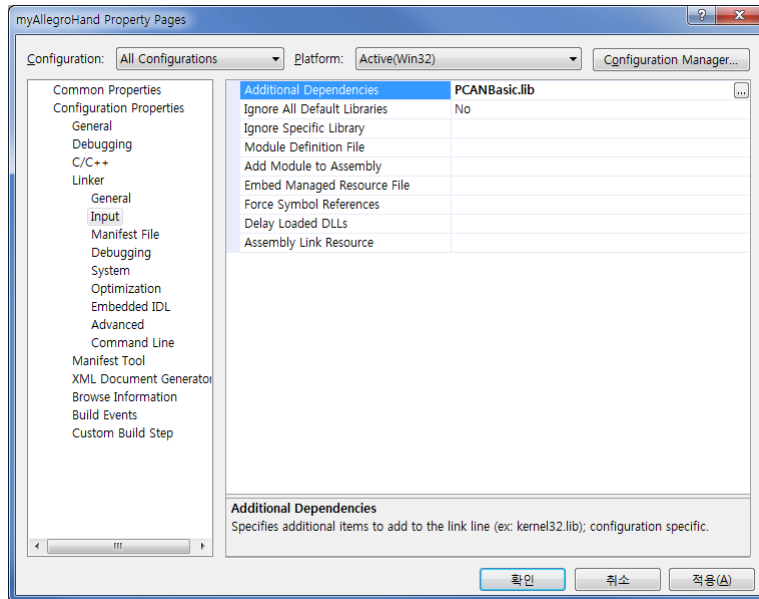 myAllegroHand Property Pages
Configuration: All Configurations Platform: Active(Win32) Configuration Manager...
Common Properties
Configuration Properties
General
Debugging
C/C++
Linker
General
Input
Manifest File
Debugging
System
Optimization
Embedded IDL
Advanced
Command Line
Manifest Tool
XML Document Generator
Browse Information
Build Events
Custom Build Step
Additional Dependencies PCANBasic.lib ...
Ignore All Default Libraries No
Ignore Specific Library
Module Definition File
Add Module to Assembly
Embed Managed Resource File
Force Symbol References
Delay Loaded DLLs
Assembly Link Resource
Additional Dependencies
Specifies additional items to add to the link line (ex: kernel32.lib); configuration specific.
확인 취소 적용(A)